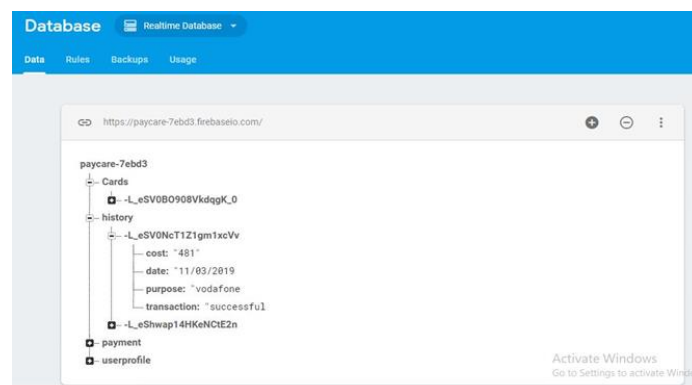 Database Realtime Database
Data Rules Backups Usage
https://paycare-7ebd3.firebaseio.com/
paycare-7ebd3
Cards
-L_eSV0BO908VkdqgK_0
history
-L_eSV0NcT1Z1gm1xcVv
cost: "481"
date: "11/03/2019
purpose: "vodafone
transaction: "successful
-L_eShwap14HKeNCtE2n
payment
userprofile
Activate Windows
Go to Settings to activate Wind